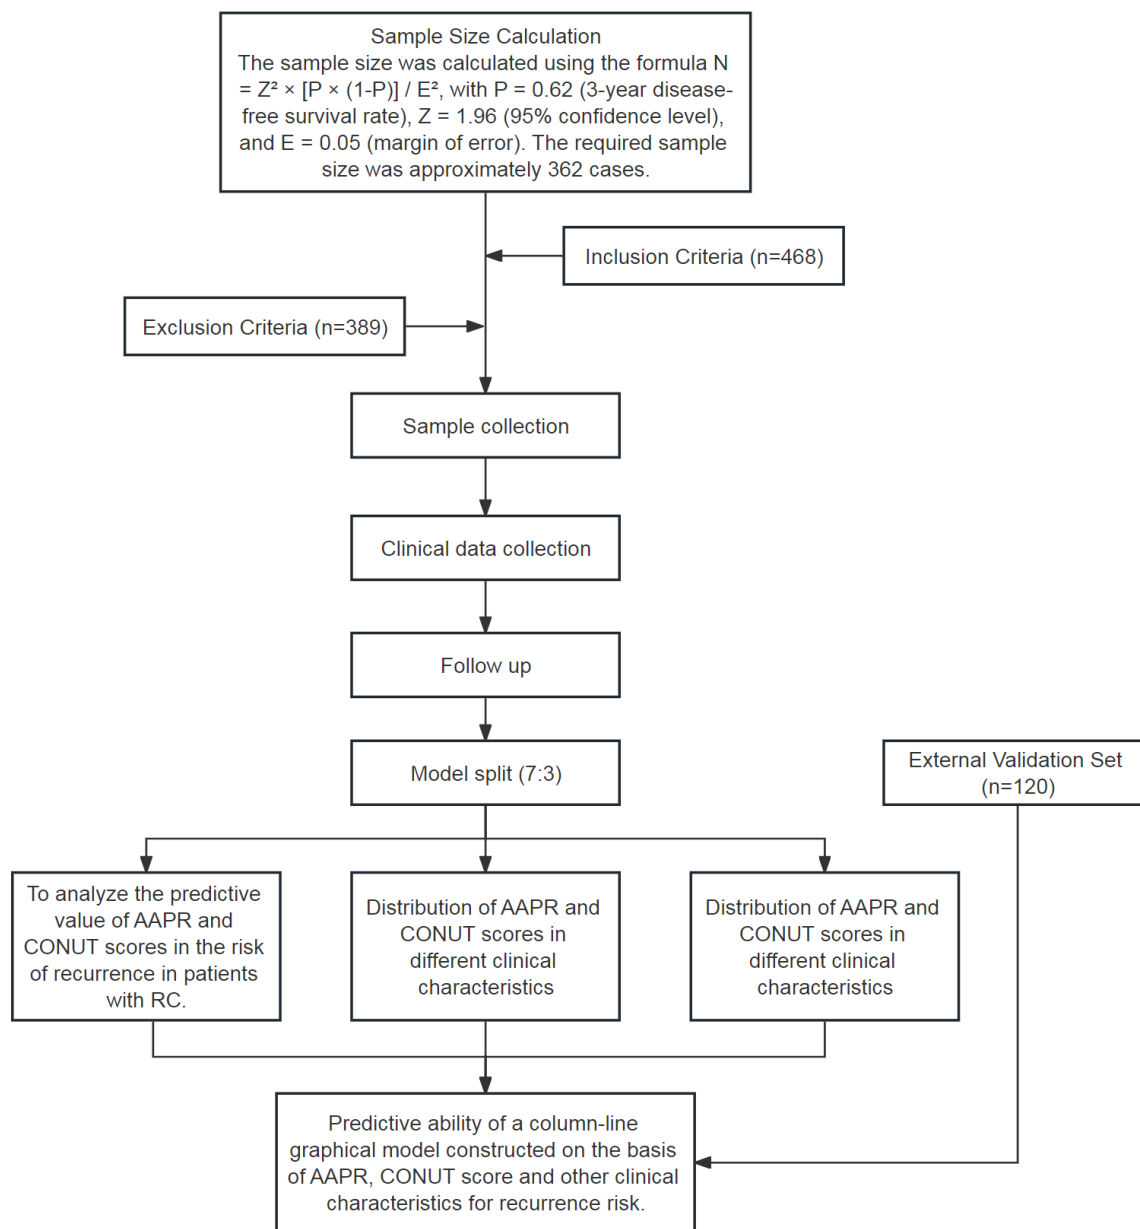 Sample Size Calculation
The sample size was calculated using the formula N
= Z² × [P × (1-P)] / E², with P = 0.62 (3-year disease-
free survival rate), Z = 1.96 (95% confidence level),
and E = 0.05 (margin of error). The required sample
size was approximately 362 cases.
Inclusion Criteria (n=468)
Exclusion Criteria (n=389)
Sample collection
Clinical data collection
Follow up
Model split (7:3)
External Validation Set
(n=120)
To analyze the predictive
value of AAPR and
CONUT scores in the risk
of recurrence in patients
with RC.
Distribution of AAPR and
CONUT scores in
different clinical
characteristics
Distribution of AAPR and
CONUT scores in
different clinical
characteristics
Predictive ability of a column-line
graphical model constructed on the basis
of AAPR, CONUT score and other clinical
characteristics for recurrence risk.